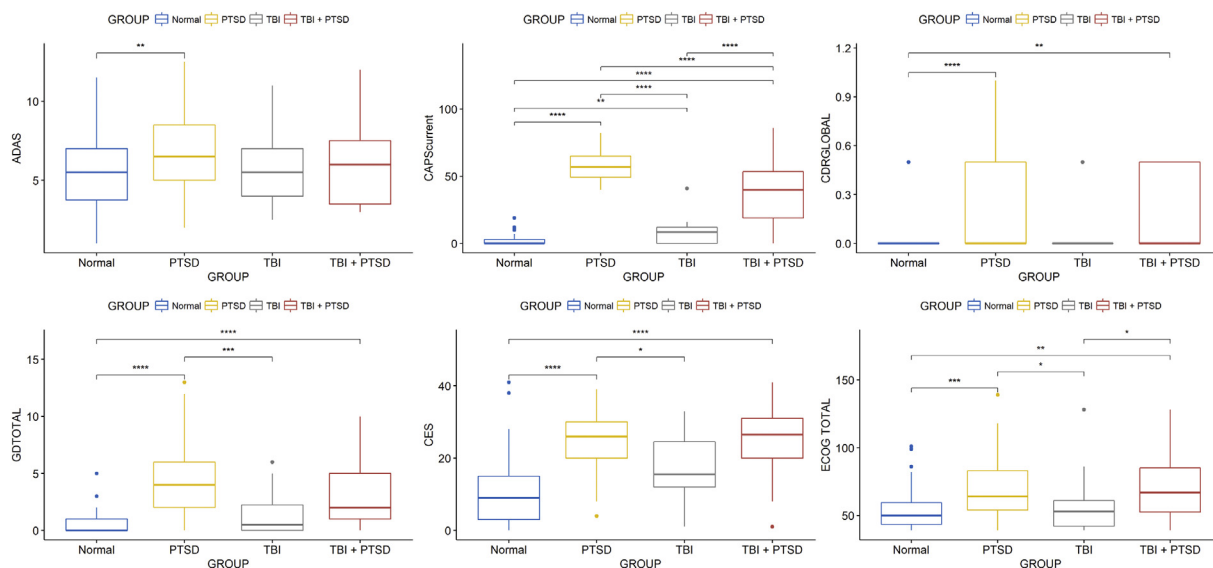 GROUP Normal PTSD TBI TBI + PTSD
**
10
5
ADAS
Normal PTSD TBI TBI + PTSD
GROUP
GROUP Normal PTSD TBI TBI + PTSD
****
****
****
****
**
****
100
50
0
CAPScurrent
Normal PTSD TBI TBI + PTSD
GROUP
GROUP Normal PTSD TBI TBI + PTSD
**
****
1.2
0.9
0.6
0.3
0.0
CDRGLOBAL
Normal PTSD TBI TBI + PTSD
GROUP
GROUP Normal PTSD TBI TBI + PTSD
****
***
****
15
10
5
0
GDTOTAL
Normal PTSD TBI TBI + PTSD
GROUP
GROUP Normal PTSD TBI TBI + PTSD
****
*
****
40
20
0
CES
Normal PTSD TBI TBI + PTSD
GROUP
GROUP Normal PTSD TBI TBI + PTSD
*
**
*
***
150
100
50
ECOG TOTAL
Normal PTSD TBI TBI + PTSD
GROUP